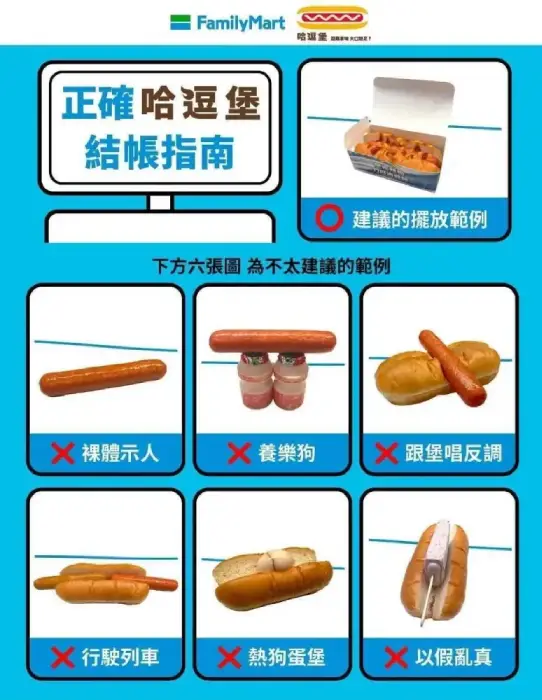 FamilyMart
哈逗堡
正確哈逗堡
結帳指南
建議的擺放範例
下方六張圖 為不太建議的範例
裸體示人
養樂狗
跟堡唱反調
行駛列車
熱狗蛋堡
以假亂真